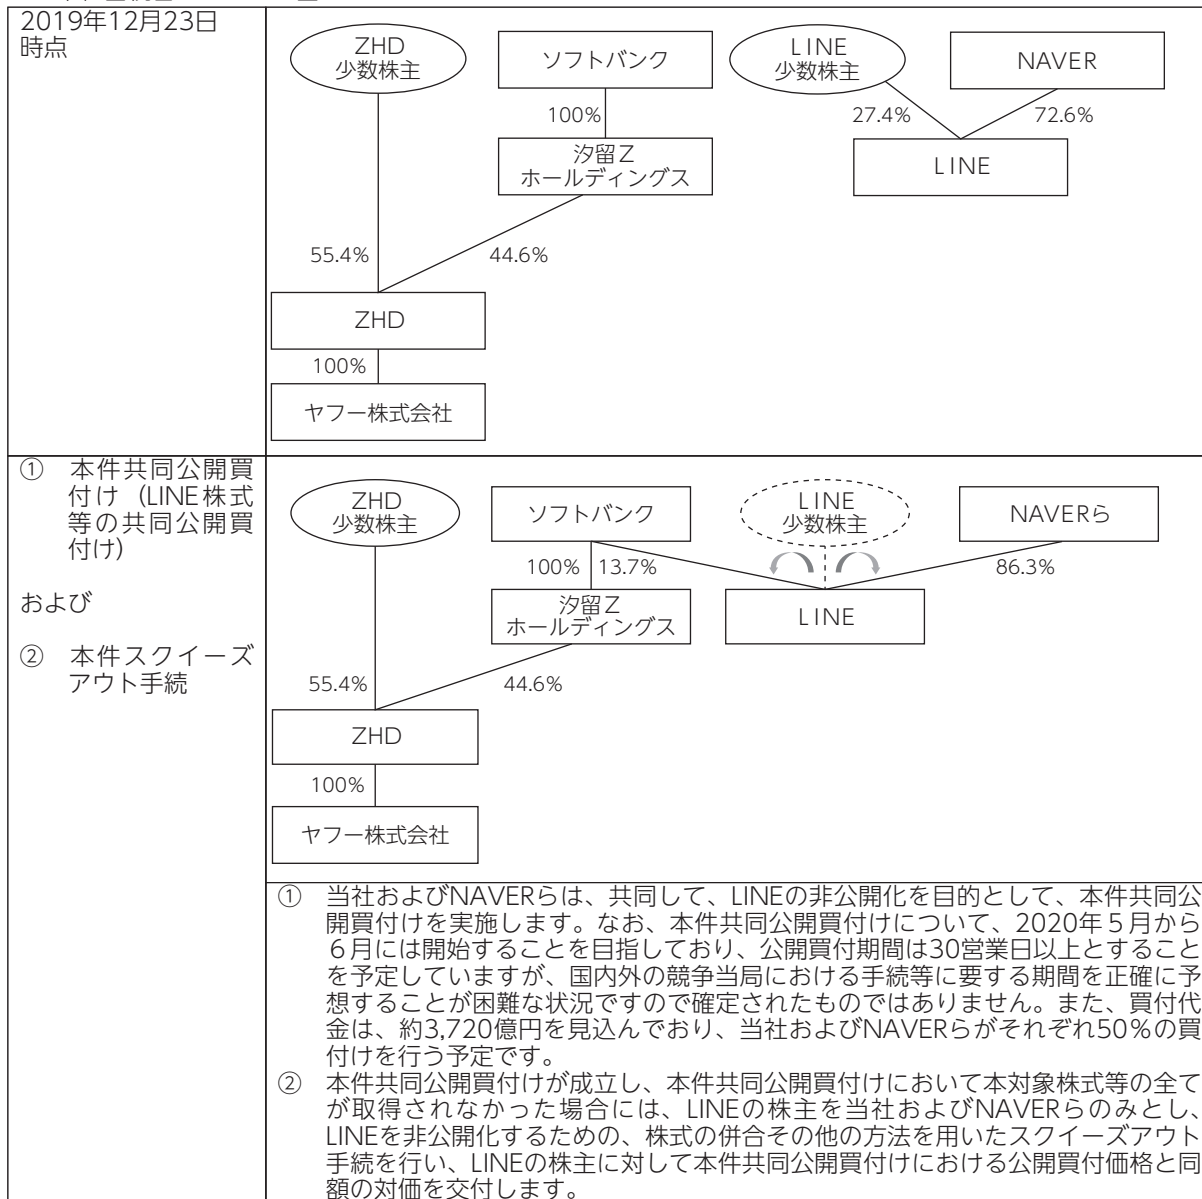 2019年12月23日
時点
ZHD
少数株主
ソフトバンク
LINE
少数株主
NAVER
100%
27.4%
72.6%
汐留Z
ホールディングス
LINE
55.4%
44.6%
ZHD
100%
ヤフー株式会社
① 本件共同公開買
付け（LINE株式
等の共同公開買
付け）
および
② 本件スクイーズ
アウト手続
ZHD
少数株主
ソフトバンク
LINE
少数株主
NAVERら
100%
13.7%
86.3%
汐留Z
ホールディングス
LINE
55.4%
44.6%
ZHD
100%
ヤフー株式会社
① 当社およびNAVERらは、共同して、LINEの非公開化を目的として、本件共同公
開買付けを実施します。なお、本件共同公開買付けについて、2020年５月から
６月には開始することを目指しており、公開買付期間は30営業日以上とすること
を予定していますが、国内外の競争当局における手続等に要する期間を正確に予
想することが困難な状況ですので確定されたものではありません。また、買付代
金は、約3,720億円を見込んでおり、当社およびNAVERらがそれぞれ50％の買
付けを行う予定です。
② 本件共同公開買付けが成立し、本件共同公開買付けにおいて本対象株式等の全て
が取得されなかった場合には、LINEの株主を当社およびNAVERらのみとし、
LINEを非公開化するための、株式の併合その他の方法を用いたスクイーズアウト
手続を行い、LINEの株主に対して本件共同公開買付けにおける公開買付価格と同
額の対価を交付します。